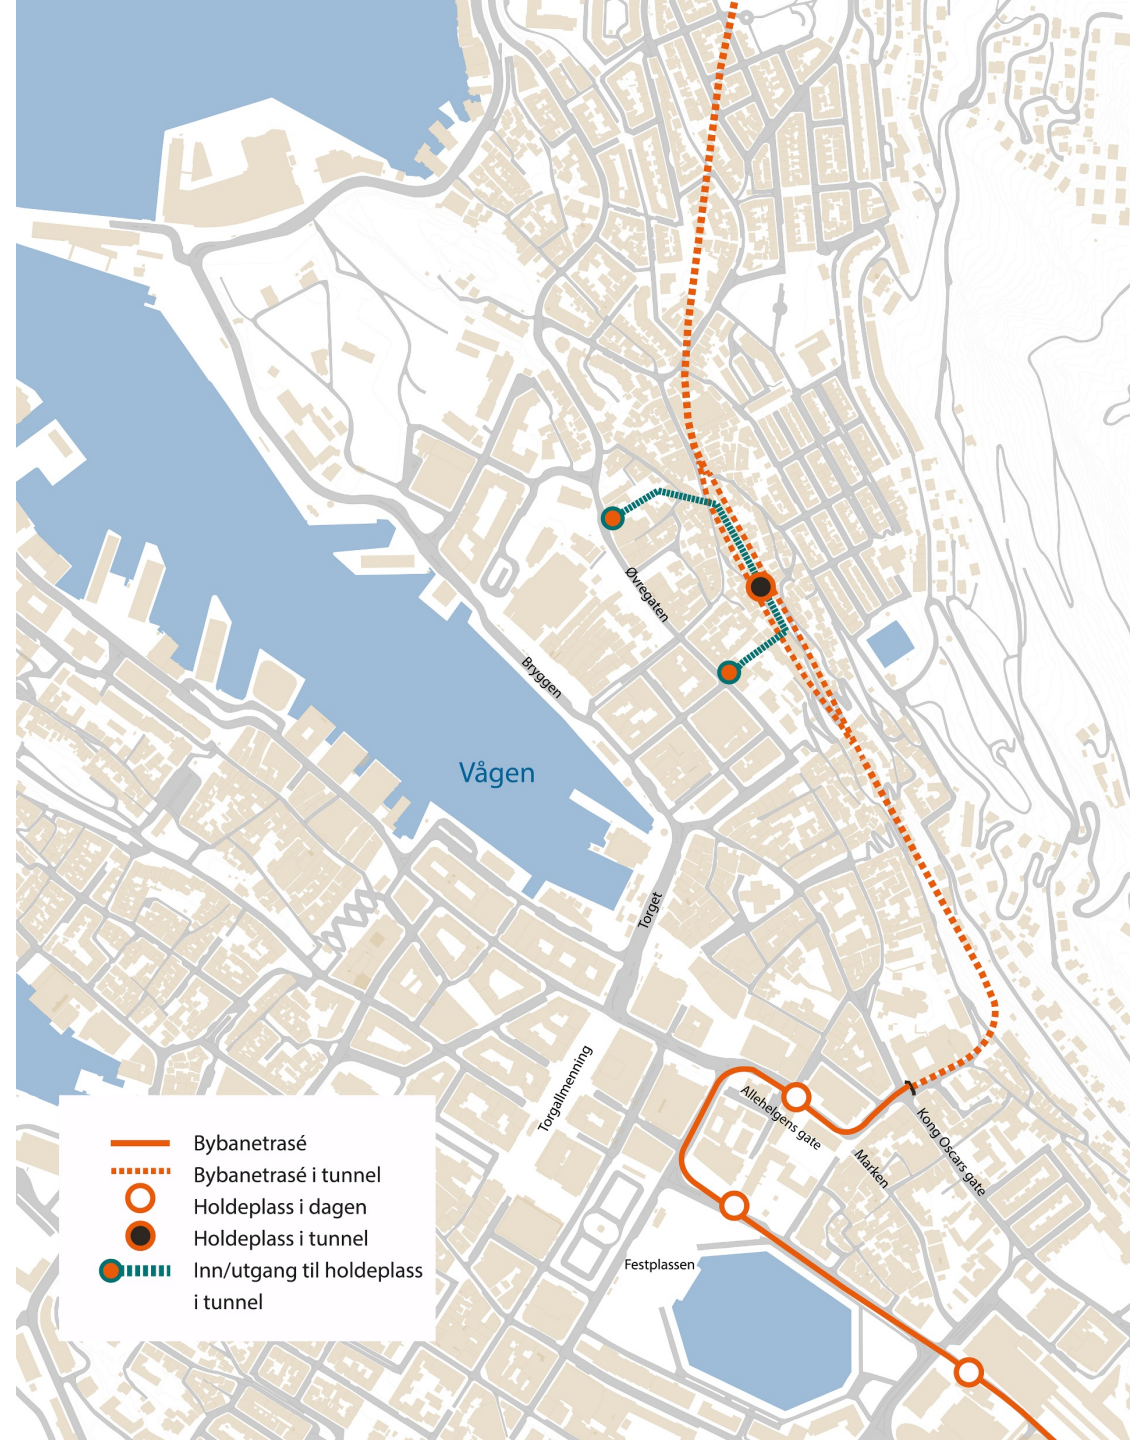 Øvregaten
Bryggen
Vågen
Torget
Torgallmenning
Allehelgens gate
Kong Oscars gate
Marken
Festplassen
Bybanetrasé
Bybanetrasé i tunnel
Holdeplass i dagen
Holdeplass i tunnel
Inn/utgang til holdeplass
i tunnel